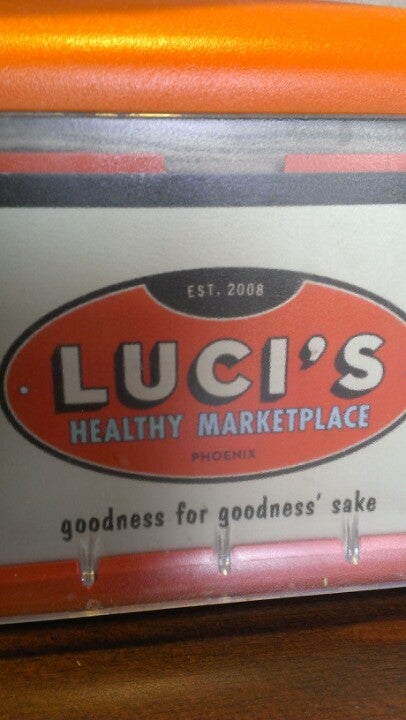 EST. 2008
LUCI'S
HEALTHY MARKETPLACE
PHOENIX
goodness for goodness' sake